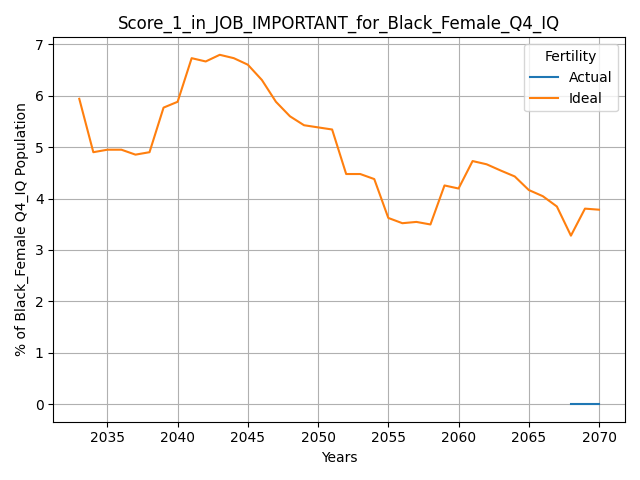 Score_1_in_JOB_IMPORTANT_for_Black_Female_Q4_IQ
Fertility
Actual
Ideal
% of Black_Female Q4_IQ Population
7
6
5
4
3
2
1
0
2035 2040 2045 2050 2055 2060 2065 2070
Years